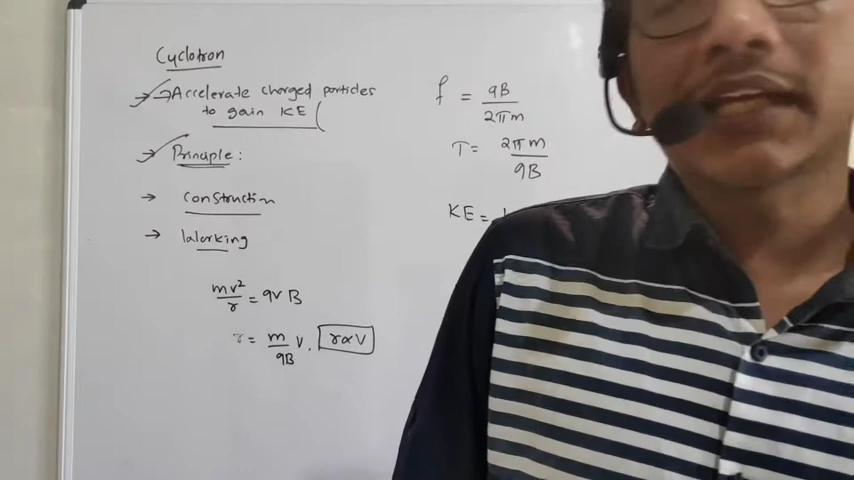 Cyclotron
→ Accelerate charged particles
to gain KE
→ Principle:
→ Construction
→ Working
mv²/r = qvB
r = m/qB v. r∝v
f = qB/2πm
T = 2πm/qB
KE =